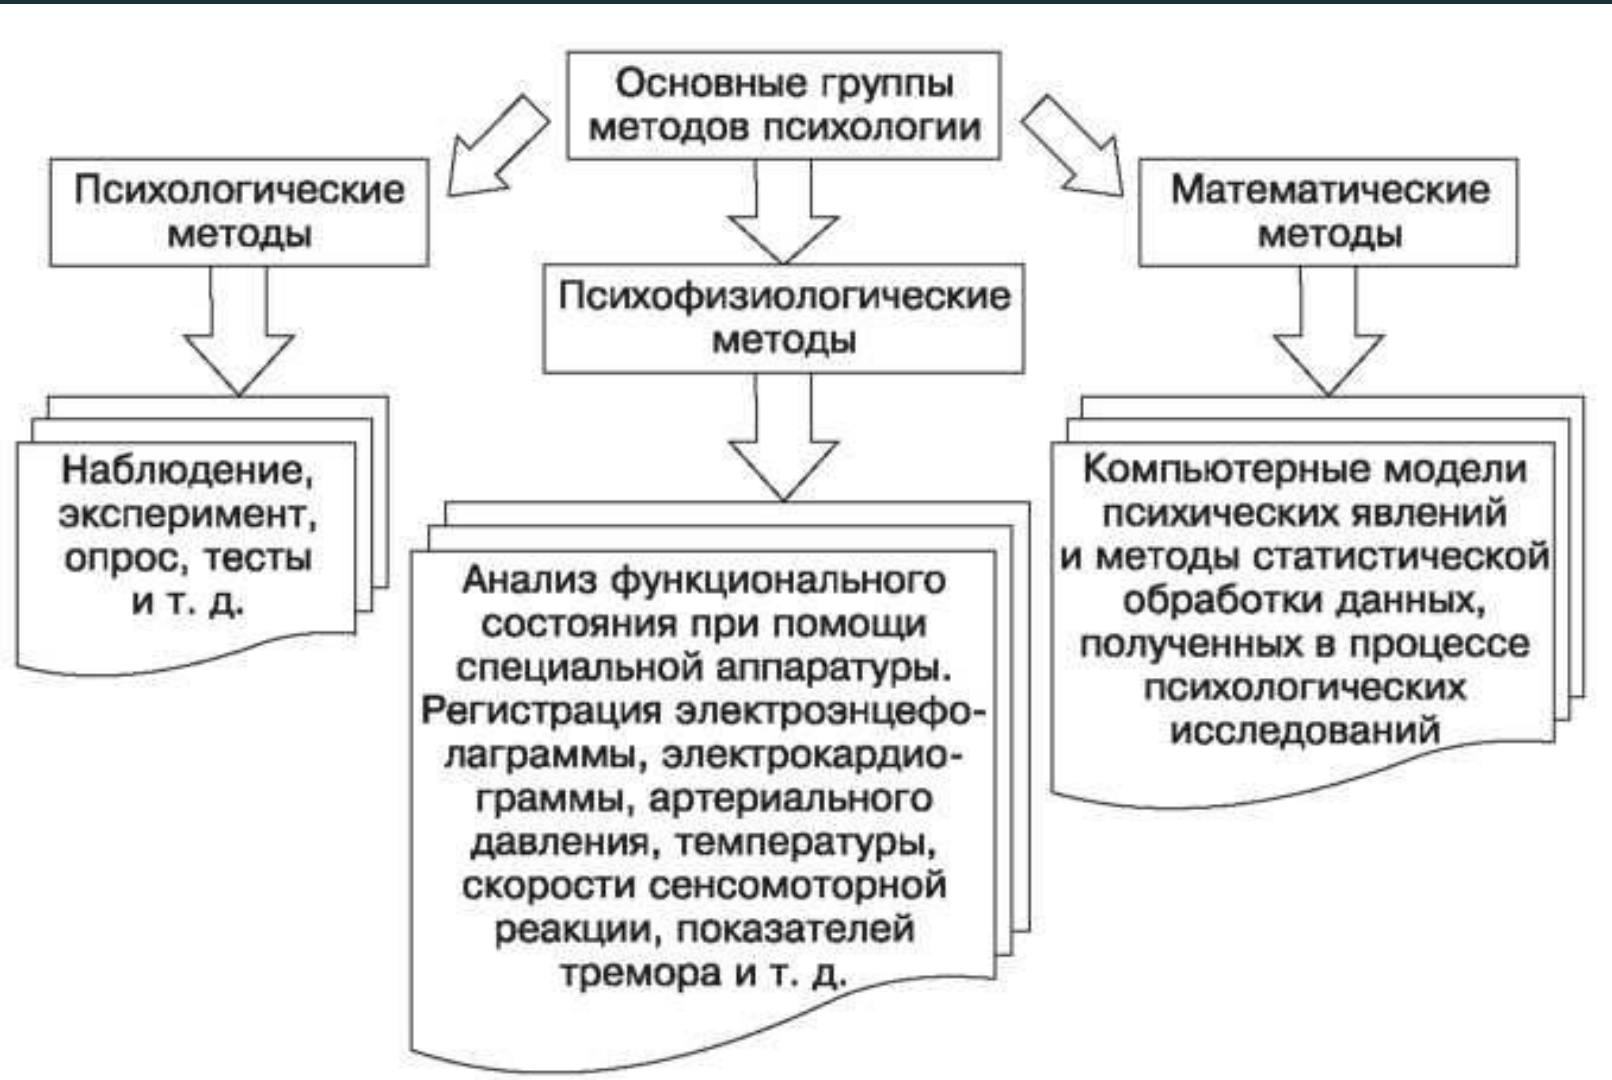 Основные группы
методов психологии
Психологические
методы
Математические
методы
Психофизиологические
методы
Наблюдение,
эксперимент,
опрос, тесты
и т. д.
Анализ функционального
состояния при помощи
специальной аппаратуры.
Регистрация электроэнцефо-
лаграммы, электрокардио-
граммы, артериального
давления, температуры,
скорости сенсомоторной
реакции, показателей
тремора и т. д.
Компьютерные модели
психических явлений
и методы статистической
обработки данных,
полученных в процессе
психологических
исследований